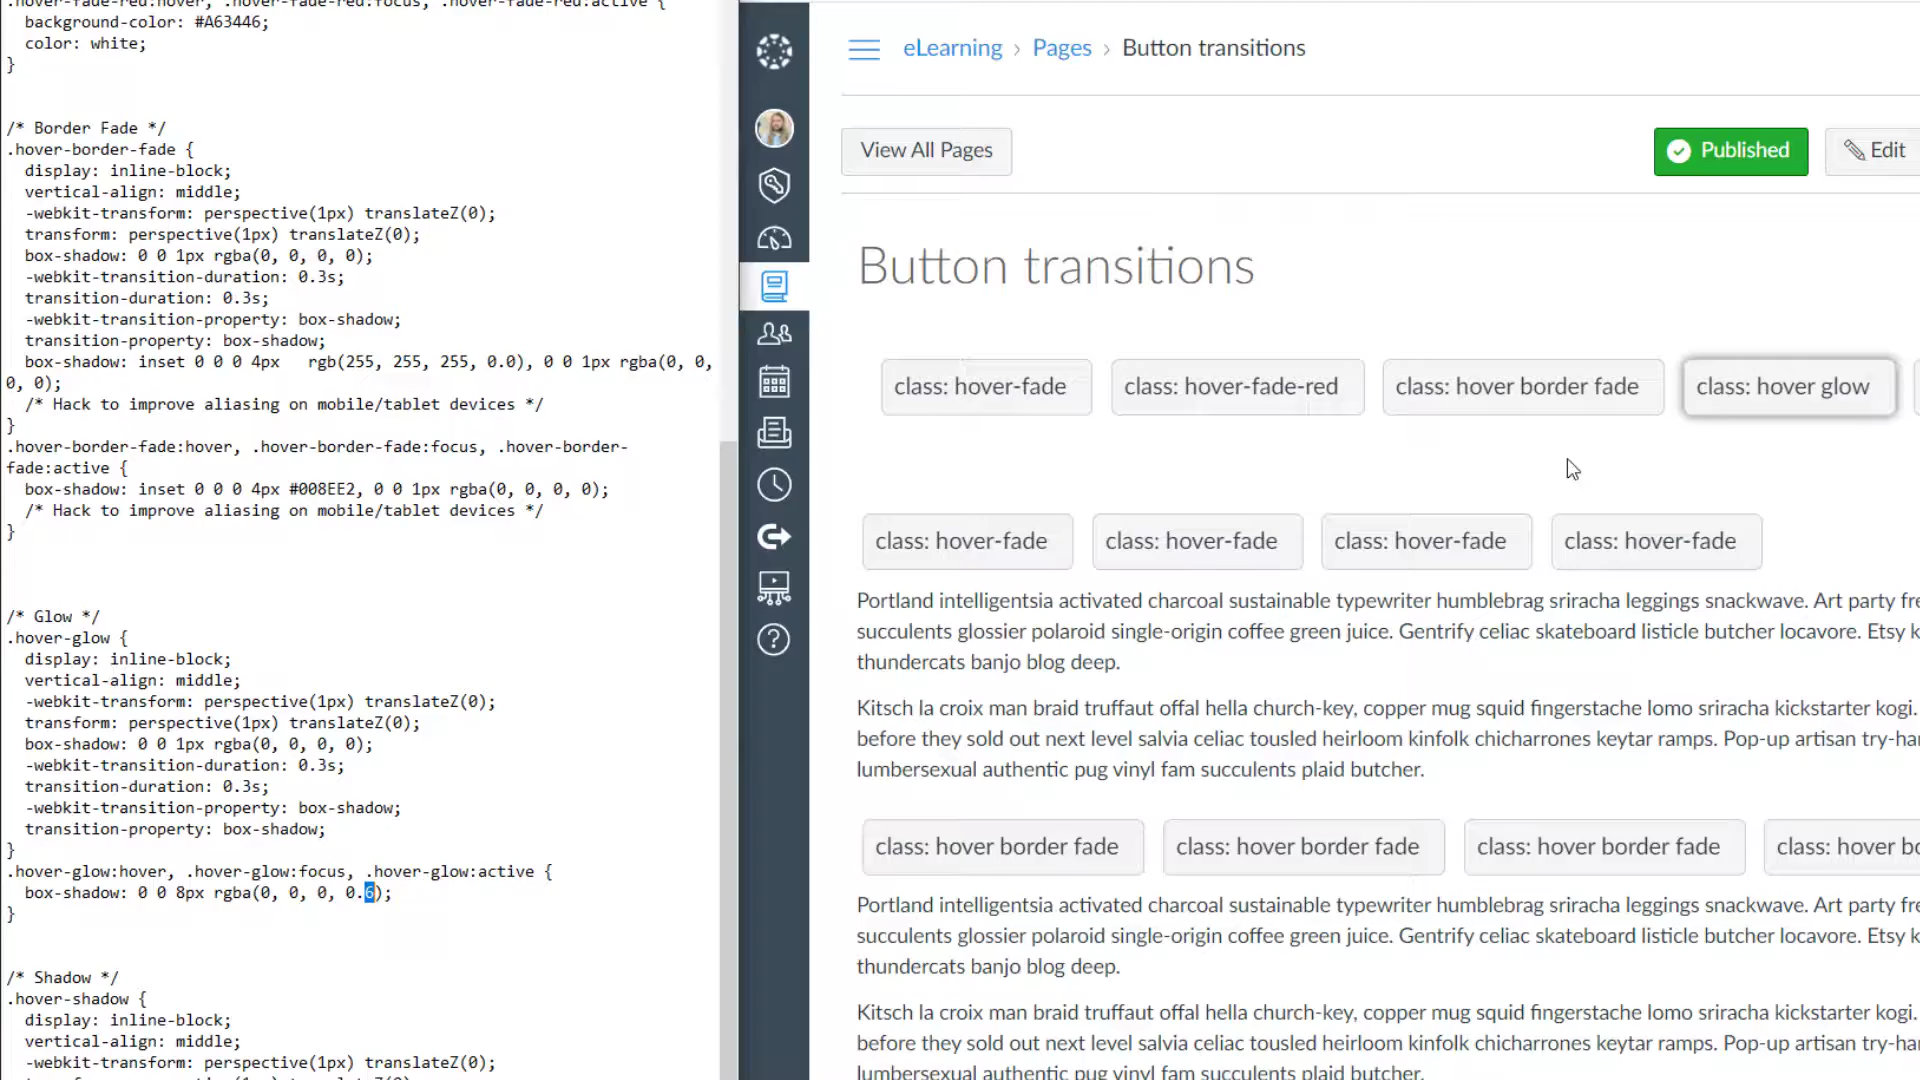 .hover-fade-red:hover, .hover-fade-red:focus, .hover-fade-red:active {
background-color: #A63446;
color: white;
}
/* Border Fade */
.hover-border-fade {
display: inline-block;
vertical-align: middle;
-webkit-transform: perspective(1px) translateZ(0);
transform: perspective(1px) translateZ(0);
box-shadow: 0 0 1px rgba(0, 0, 0, 0);
-webkit-transition-duration: 0.3s;
transition-duration: 0.3s;
-webkit-transition-property: box-shadow;
transition-property: box-shadow;
box-shadow: inset 0 0 0 4px   rgb(255, 255, 255, 0.0), 0 0 1px rgba(0, 0,
0, 0);
/* Hack to improve aliasing on mobile/tablet devices */
}
.hover-border-fade:hover, .hover-border-fade:focus, .hover-border-
fade:active {
box-shadow: inset 0 0 0 4px #008EE2, 0 0 1px rgba(0, 0, 0, 0);
/* Hack to improve aliasing on mobile/tablet devices */
}
/* Glow */
.hover-glow {
display: inline-block;
vertical-align: middle;
-webkit-transform: perspective(1px) translateZ(0);
transform: perspective(1px) translateZ(0);
box-shadow: 0 0 1px rgba(0, 0, 0, 0);
-webkit-transition-duration: 0.3s;
transition-duration: 0.3s;
-webkit-transition-property: box-shadow;
transition-property: box-shadow;
}
.hover-glow:hover, .hover-glow:focus, .hover-glow:active {
box-shadow: 0 0 8px rgba(0, 0, 0, 0.6);
}
/* Shadow */
.hover-shadow {
display: inline-block;
vertical-align: middle;
-webkit-transform: perspective(1px) translateZ(0);
eLearning › Pages › Button transitions
View All Pages
Published
Edit
Button transitions
class: hover-fade
class: hover-fade-red
class: hover border fade
class: hover glow
class: hover-fade
class: hover-fade
class: hover-fade
class: hover-fade
Portland intelligentsia activated charcoal sustainable typewriter humblebrag sriracha leggings snackwave. Art party fre
succulents glossier polaroid single-origin coffee green juice. Gentrify celiac skateboard listicle butcher locavore. Etsy k
thundercats banjo blog deep.
Kitsch la croix man braid truffaut offal hella church-key, copper mug squid fingerstache lomo sriracha kickstarter kogi.
before they sold out next level salvia celiac tousled heirloom kinfolk chicharrones keytar ramps. Pop-up artisan try-ha
lumbersexual authentic pug vinyl fam succulents plaid butcher.
class: hover border fade
class: hover border fade
class: hover border fade
class: hover bo
Portland intelligentsia activated charcoal sustainable typewriter humblebrag sriracha leggings snackwave. Art party fre
succulents glossier polaroid single-origin coffee green juice. Gentrify celiac skateboard listicle butcher locavore. Etsy k
thundercats banjo blog deep.
Kitsch la croix man braid truffaut offal hella church-key, copper mug squid fingerstache lomo sriracha kickstarter kogi.
before they sold out next level salvia celiac tousled heirloom kinfolk chicharrones keytar ramps. Pop-up artisan try-ha
lumbersexual authentic pug vinyl fam succulents plaid butcher.